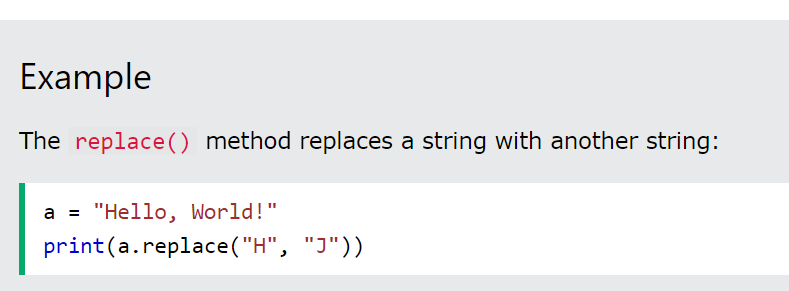 Example
The replace() method replaces a string with another string:
a = "Hello, World!"
print(a.replace("H", "J"))